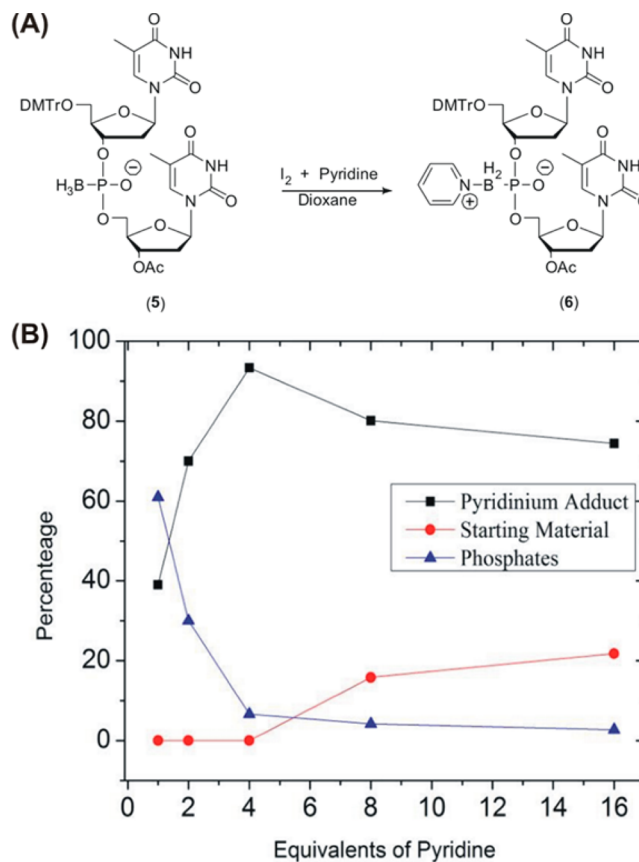 (A)
O
NH
N
O
DMTrO
O
O
H₃B-P-O⊖
O
O
NH
N
O
O
OAc
(5)
I₂ + Pyridine
Dioxane
O
NH
N
O
DMTrO
O
O
H₂
N-B-P-O⊖
⊕
O
O
NH
N
O
O
OAc
(6)
(B)
100
80
60
40
20
0
Percenteage
Pyridinium Adduct
Starting Material
Phosphates
0 2 4 6 8 10 12 14 16
Equivalents of Pyridine